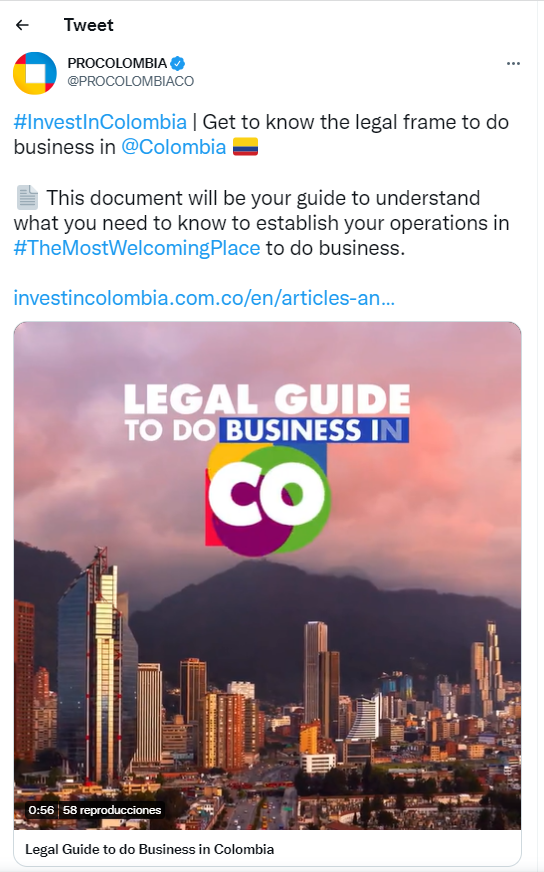 Tweet
PROCOLOMBIA
@PROCOLOMBIACO
#InvestInColombia | Get to know the legal frame to do
business in @Colombia 🇨🇴
📄 This document will be your guide to understand
what you need to know to establish your operations in
#TheMostWelcomingPlace to do business.
investincolombia.com.co/en/articles-an...
LEGAL GUIDE
TO DO BUSINESS IN
CO
0:56 | 58 reproducciones
Legal Guide to do Business in Colombia